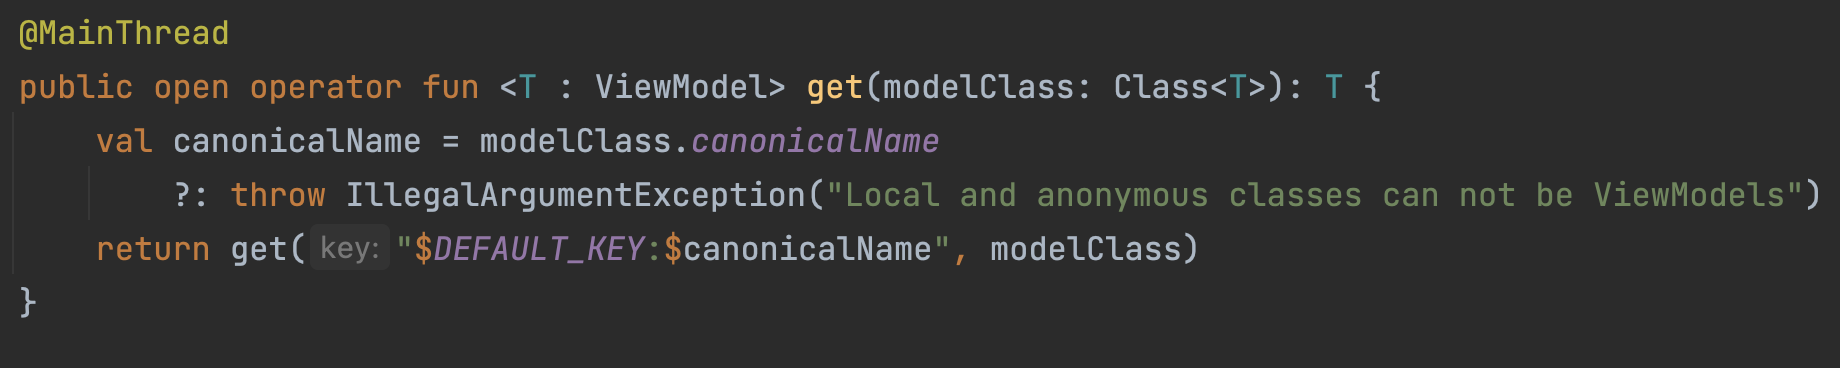 @MainThread
public open operator fun <T : ViewModel> get(modelClass: Class<T>): T {
    val canonicalName = modelClass.canonicalName
        ?: throw IllegalArgumentException("Local and anonymous classes can not be ViewModels")
    return get( key: "$DEFAULT_KEY:$canonicalName", modelClass)
}